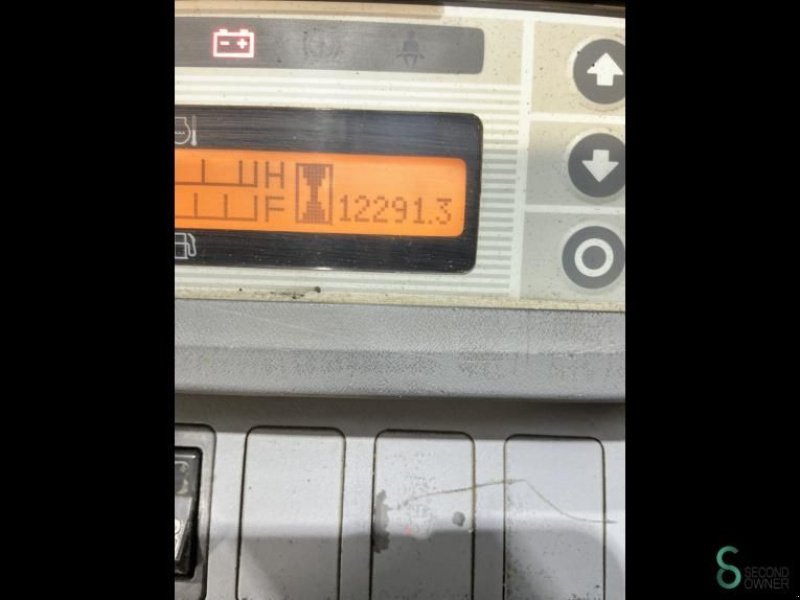 H
F 12291.3
SECOND
OWNER